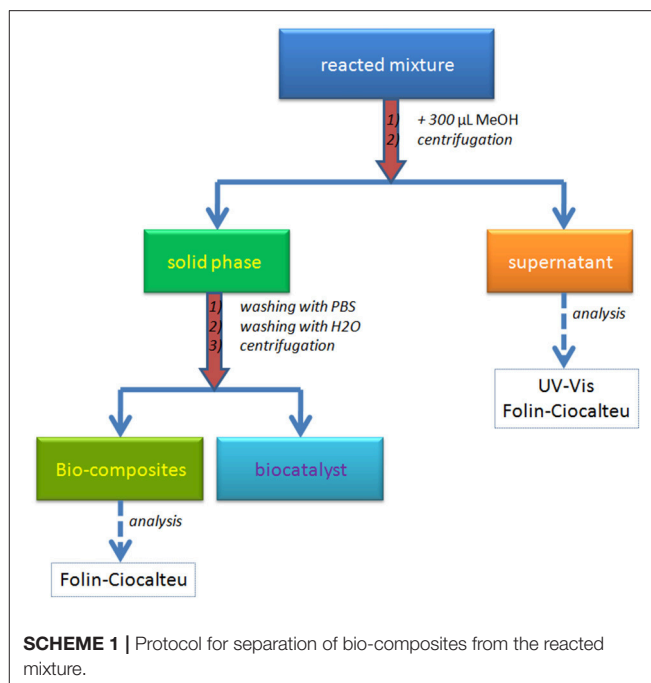 reacted mixture
1) + 300 µL MeOH
2) centrifugation
solid phase
supernatant
1) washing with PBS
2) washing with H2O
3) centrifugation
analysis
UV-Vis
Folin-Ciocalteu
Bio-composites
biocatalyst
analysis
Folin-Ciocalteu
SCHEME 1 | Protocol for separation of bio-composites from the reacted
mixture.